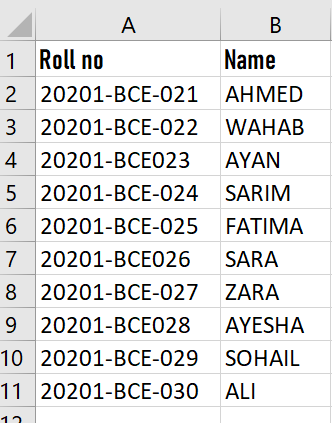 A B
1 Roll no Name
2 20201-BCE-021 AHMED
3 20201-BCE-022 WAHAB
4 20201-BCE023 AYAN
5 20201-BCE-024 SARIM
6 20201-BCE-025 FATIMA
7 20201-BCE026 SARA
8 20201-BCE-027 ZARA
9 20201-BCE028 AYESHA
10 20201-BCE-029 SOHAIL
11 20201-BCE-030 ALI